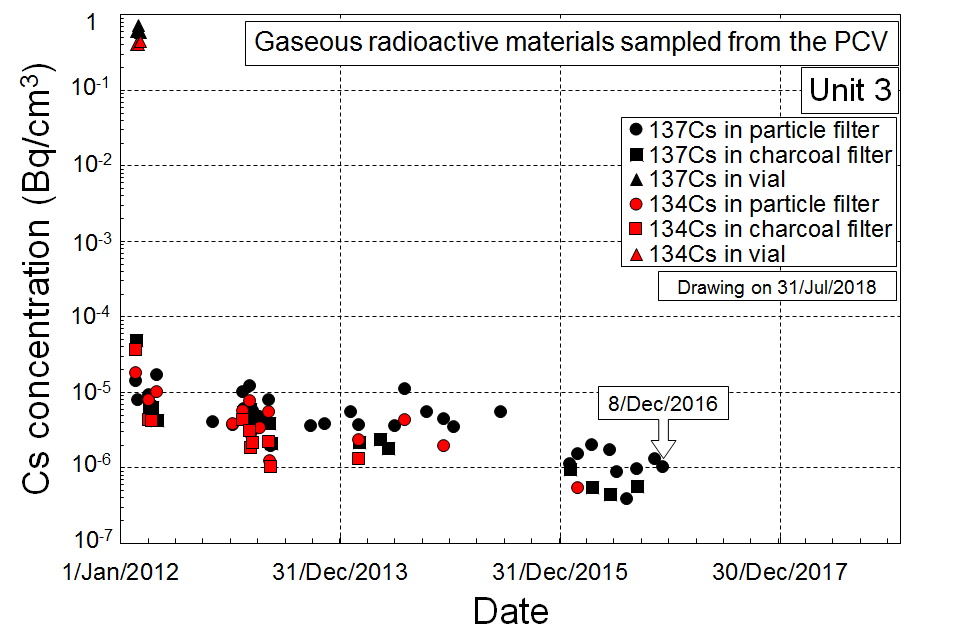 Gaseous radioactive materials sampled from the PCV
Unit 3
137Cs in particle filter
137Cs in charcoal filter
137Cs in vial
134Cs in particle filter
134Cs in charcoal filter
134Cs in vial
Drawing on 31/Jul/2018
8/Dec/2016
Cs concentration (Bq/cm³)
1
10⁻¹
10⁻²
10⁻³
10⁻⁴
10⁻⁵
10⁻⁶
10⁻⁷
1/Jan/2012 31/Dec/2013 31/Dec/2015 30/Dec/2017
Date